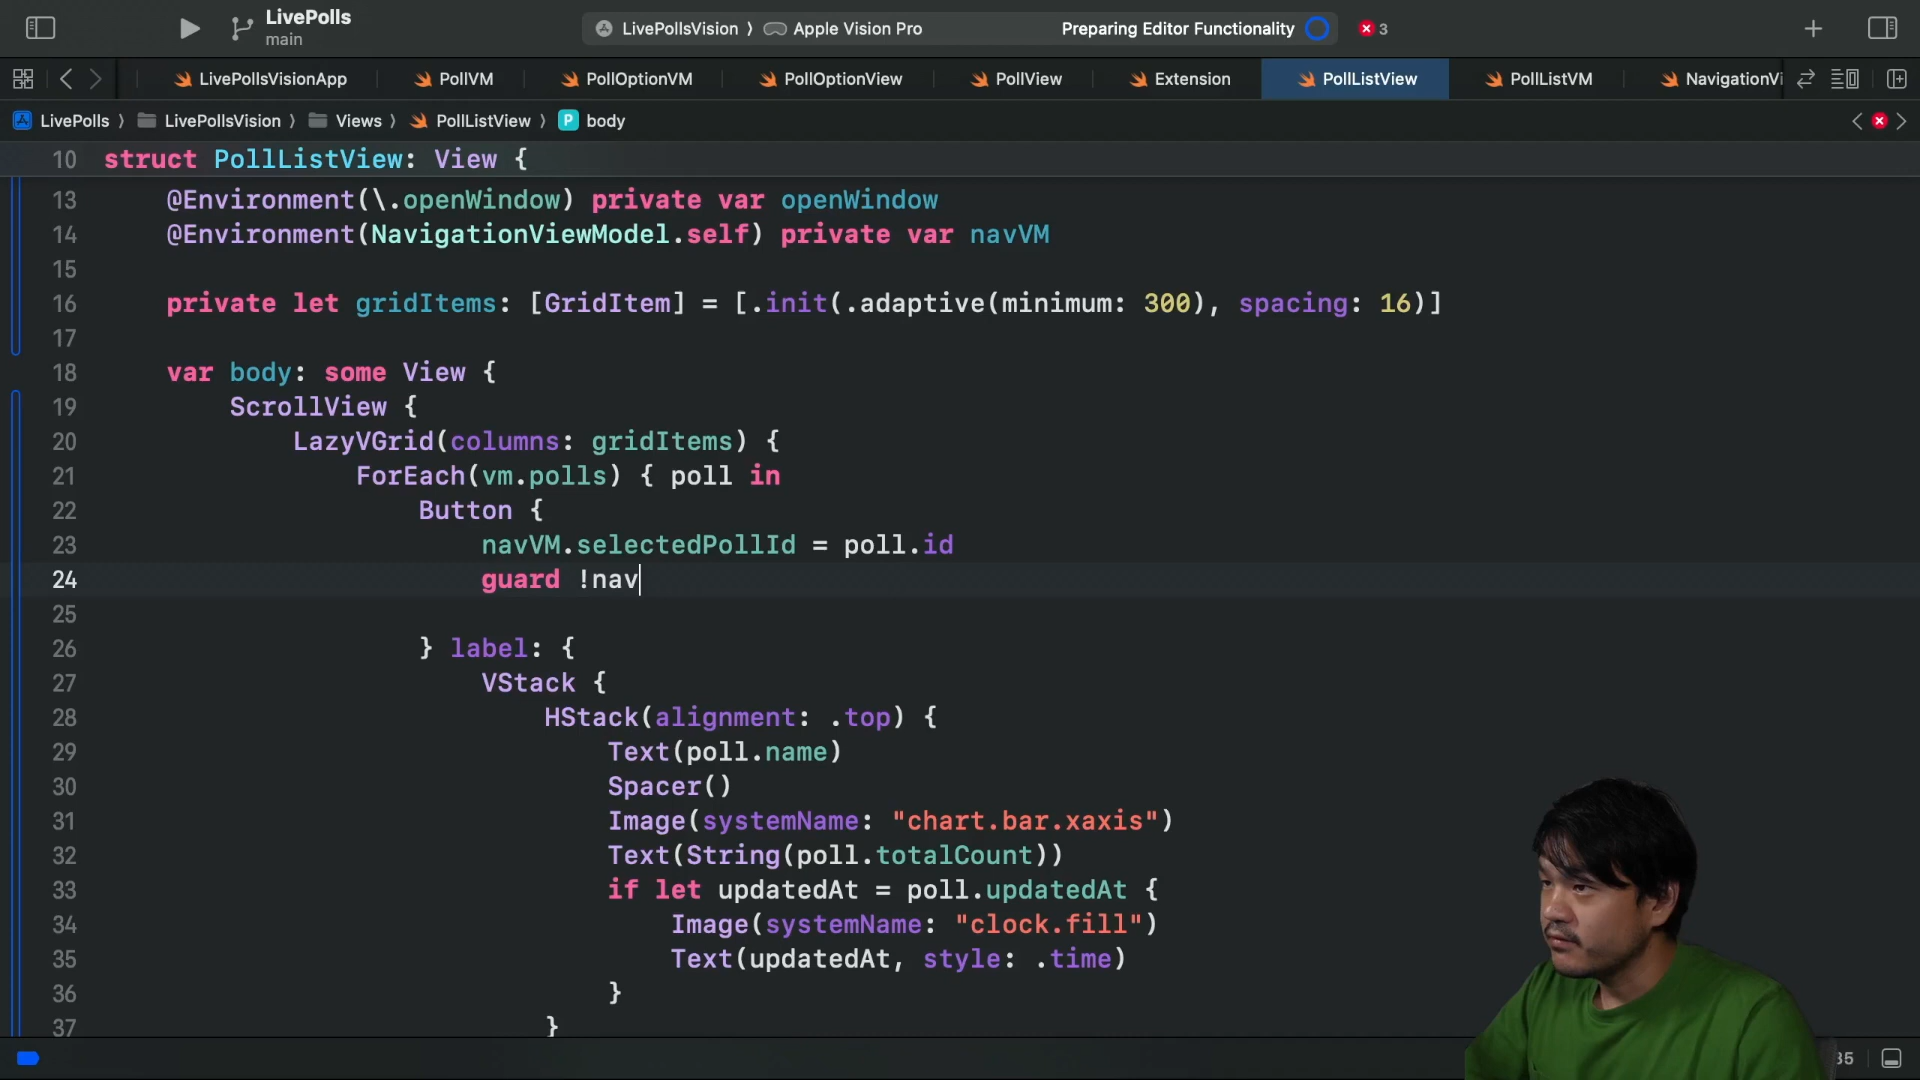 LivePolls
main
LivePollsVision ⟩ Apple Vision Pro
Preparing Editor Functionality
3
LivePollsVisionApp
PollVM
PollOptionVM
PollOptionView
PollView
Extension
PollListView
PollListVM
NavigationVi
LivePolls ⟩ LivePollsVision ⟩ Views ⟩ PollListView ⟩ P body
10 struct PollListView: View {
13 @Environment(\.openWindow) private var openWindow
14 @Environment(NavigationViewModel.self) private var navVM
15
16 private let gridItems: [GridItem] = [.init(.adaptive(minimum: 300), spacing: 16)]
17
18 var body: some View {
19 ScrollView {
20 LazyVGrid(columns: gridItems) {
21 ForEach(vm.polls) { poll in
22 Button {
23 navVM.selectedPollId = poll.id
24 guard !nav
25
26 } label: {
27 VStack {
28 HStack(alignment: .top) {
29 Text(poll.name)
30 Spacer()
31 Image(systemName: "chart.bar.xaxis")
32 Text(String(poll.totalCount))
33 if let updatedAt = poll.updatedAt {
34 Image(systemName: "clock.fill")
35 Text(updatedAt, style: .time)
36 }
37 }
35